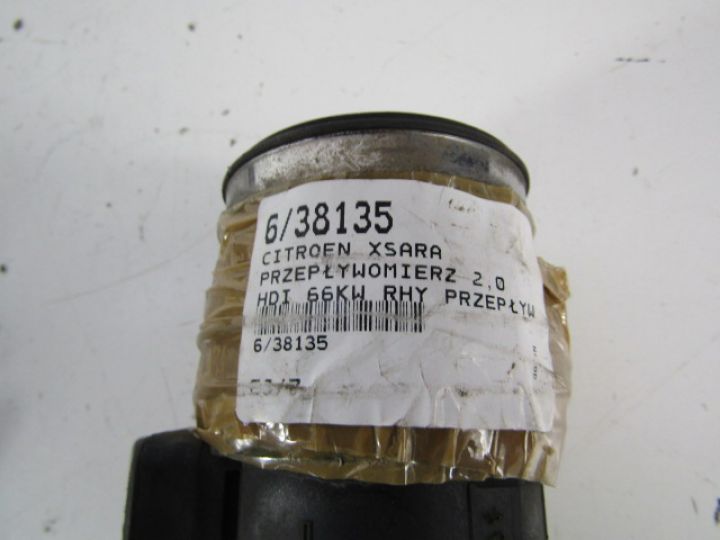 6/38135
CITROEN XSARA
PRZEPŁYWOMIERZ 2,0
HDI 66KW RHY PRZEPŁYW
6/38135